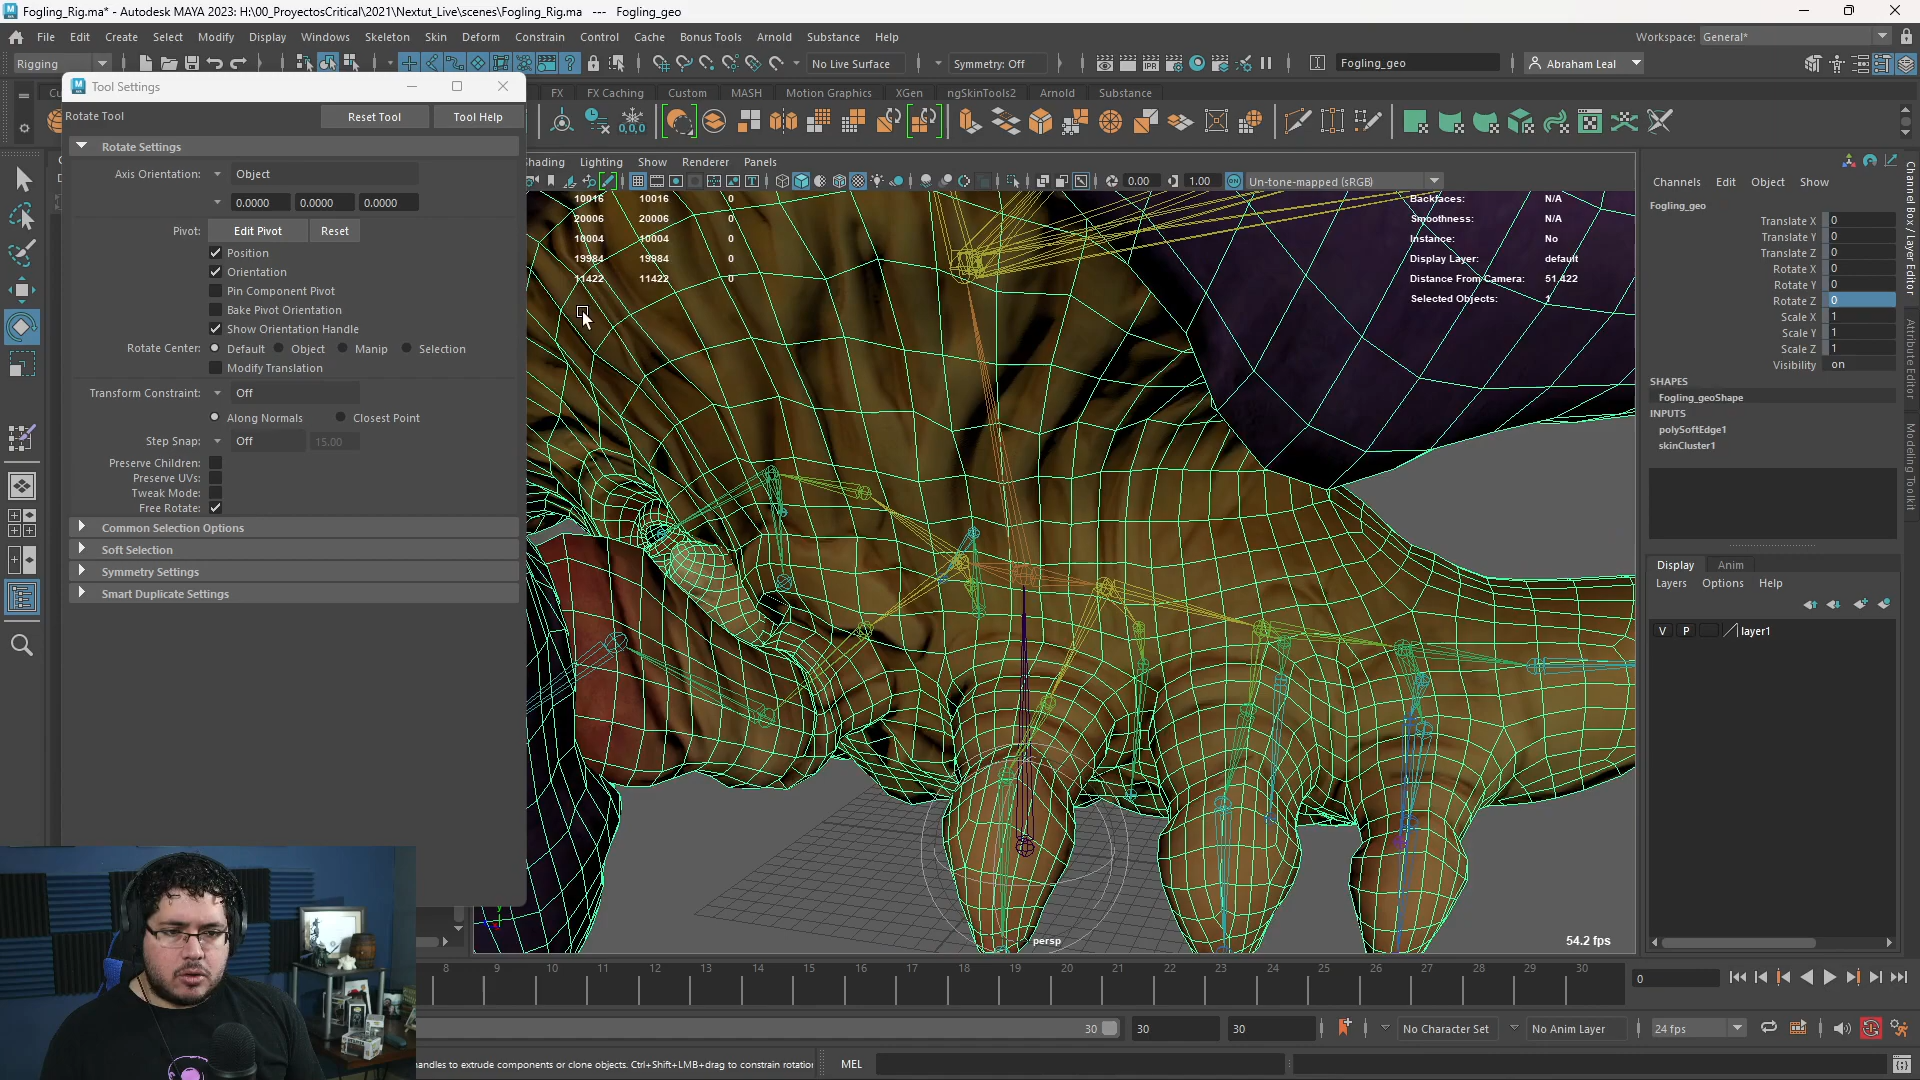 Fogling_Rig.ma* - Autodesk MAYA 2023: H:\00_ProyectosCritical\2021\Nextut_Live\scenes\Fogling_Rig.ma   ---   Fogling_geo
File Edit Create Select Modify Display Windows Skeleton Skin Deform Constrain Control Cache Bonus Tools Arnold Substance Help
Workspace: General*
Rigging
No Live Surface
Symmetry: Off
Fogling_geo
Abraham Leal
Tool Settings
FX FX Caching Custom MASH Motion Graphics XGen ngSkinTools2 Arnold Substance
Rotate Tool
Reset Tool
Tool Help
Rotate Settings
Axis Orientation: Object
0.0000 0.0000 0.0000
Pivot: Edit Pivot Reset
Position
Orientation
Pin Component Pivot
Bake Pivot Orientation
Show Orientation Handle
Rotate Center: Default Object Manip Selection
Modify Translation
Transform Constraint: Off
Along Normals Closest Point
Step Snap: Off 15.00
Preserve Children:
Preserve UVs:
Tweak Mode:
Free Rotate:
Common Selection Options
Soft Selection
Symmetry Settings
Smart Duplicate Settings
Shading Lighting Show Renderer Panels
0.00 1.00 Un-tone-mapped (sRGB)
10016 10016 0
20006 20006 0
10004 10004 0
19984 19984 0
11422 11422 0
Backfaces: N/A
Smoothness: N/A
Instance: No
Display Layer: default
Distance From Camera: 51.422
Selected Objects: 1
persp
54.2 fps
Channels Edit Object Show
Fogling_geo
Translate X 0
Translate Y 0
Translate Z 0
Rotate X 0
Rotate Y 0
Rotate Z 0
Scale X 1
Scale Y 1
Scale Z 1
Visibility on
SHAPES
Fogling_geoShape
INPUTS
polySoftEdge1
skinCluster1
Display Anim
Layers Options Help
V P layer1
Channel Box / Layer Editor
Attribute Editor
Modeling Toolkit
8 9 10 11 12 13 14 15 16 17 18 19 20 21 22 23 24 25 26 27 28 29 30
0
30 30 30
No Character Set
No Anim Layer
24 fps
handles to extrude components or clone objects. Ctrl+Shift+LMB+drag to constrain rotation
MEL